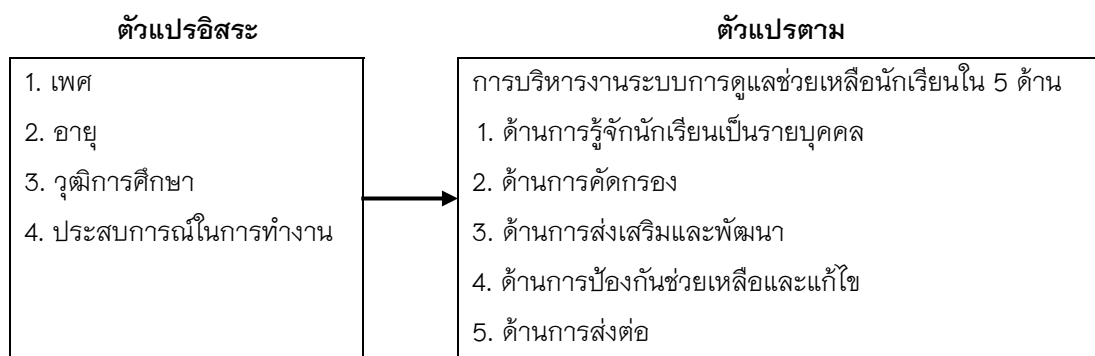 ตัวแปรอิสระ
1. เพศ
2. อายุ
3. วุฒิการศึกษา
4. ประสบการณ์ในการทำงาน
ตัวแปรตาม
การบริหารงานระบบการดูแลช่วยเหลือนักเรียนใน 5 ด้าน
1. ด้านการรู้จักนักเรียนเป็นรายบุคคล
2. ด้านการคัดกรอง
3. ด้านการส่งเสริมและพัฒนา
4. ด้านการป้องกันช่วยเหลือและแก้ไข
5. ด้านการส่งต่อ